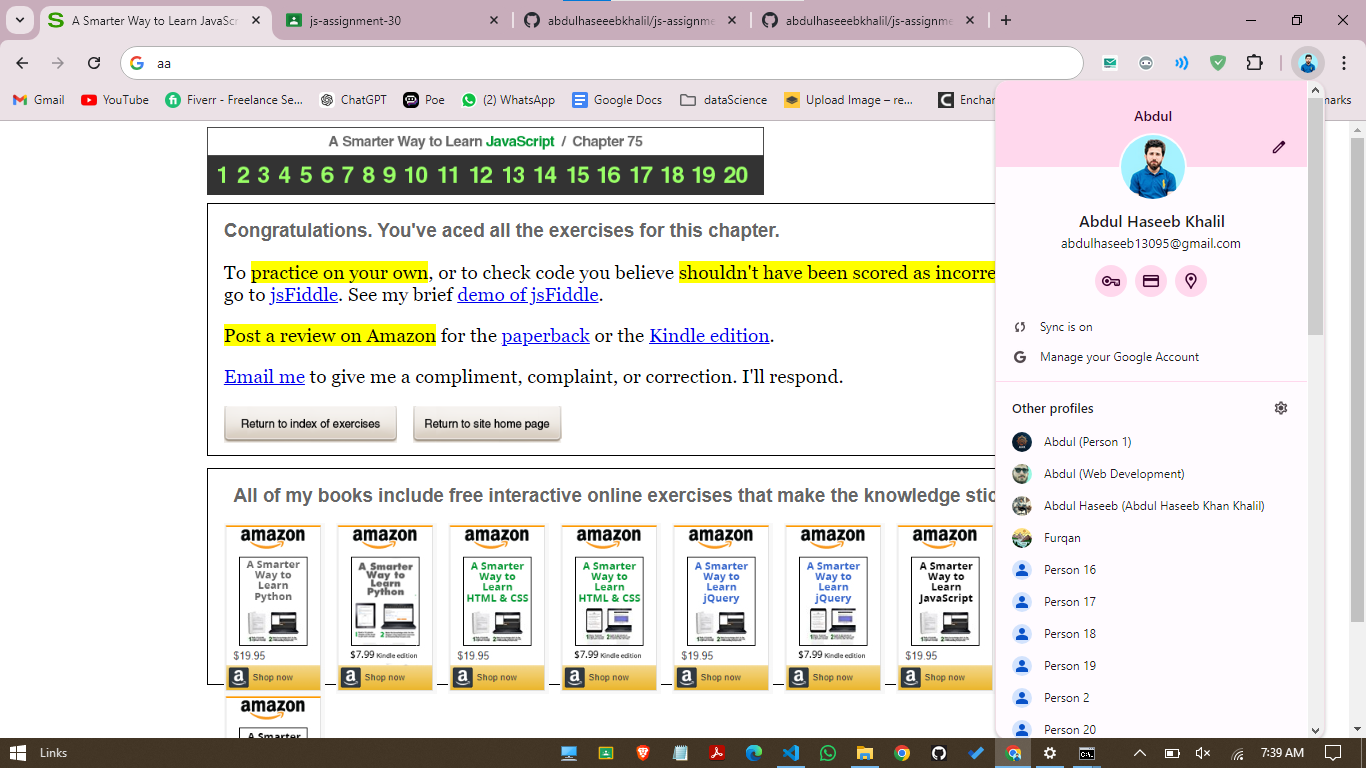 A Smarter Way to Learn JavaScr
js-assignment-30
abdulhaseeebkhalil/js-assignme
abdulhaseeebkhalil/js-assignme
aa
Gmail
YouTube
Fiverr - Freelance Se...
ChatGPT
Poe
(2) WhatsApp
Google Docs
dataScience
Upload Image – re...
Enchan
marks
A Smarter Way to Learn JavaScript / Chapter 75
1 2 3 4 5 6 7 8 9 10 11 12 13 14 15 16 17 18 19 20
Congratulations. You've aced all the exercises for this chapter.
To practice on your own, or to check code you believe shouldn't have been scored as incorre
go to jsFiddle. See my brief demo of jsFiddle.
Post a review on Amazon for the paperback or the Kindle edition.
Email me to give me a compliment, complaint, or correction. I'll respond.
Return to index of exercises
Return to site home page
All of my books include free interactive online exercises that make the knowledge stic
amazon
A Smarter
Way to
Learn
Python
$19.95
Shop now
amazon
A Smarter
Way to
Learn
Python
$7.99 Kindle edition
Shop now
amazon
A Smarter
Way to
Learn
HTML & CSS
$19.95
Shop now
amazon
A Smarter
Way to
Learn
HTML & CSS
$7.99 Kindle edition
Shop now
amazon
A Smarter
Way to
Learn
jQuery
$19.95
Shop now
amazon
A Smarter
Way to
Learn
jQuery
$7.99 Kindle edition
Shop now
amazon
A Smarter
Way to
Learn
JavaScript
$19.95
Shop now
amazon
A Smarter
Abdul
Abdul Haseeb Khalil
abdulhaseeb13095@gmail.com
Sync is on
Manage your Google Account
Other profiles
Abdul (Person 1)
Abdul (Web Development)
Abdul Haseeb (Abdul Haseeb Khan Khalil)
Furqan
Person 16
Person 17
Person 18
Person 19
Person 2
Person 20
Links
7:39 AM